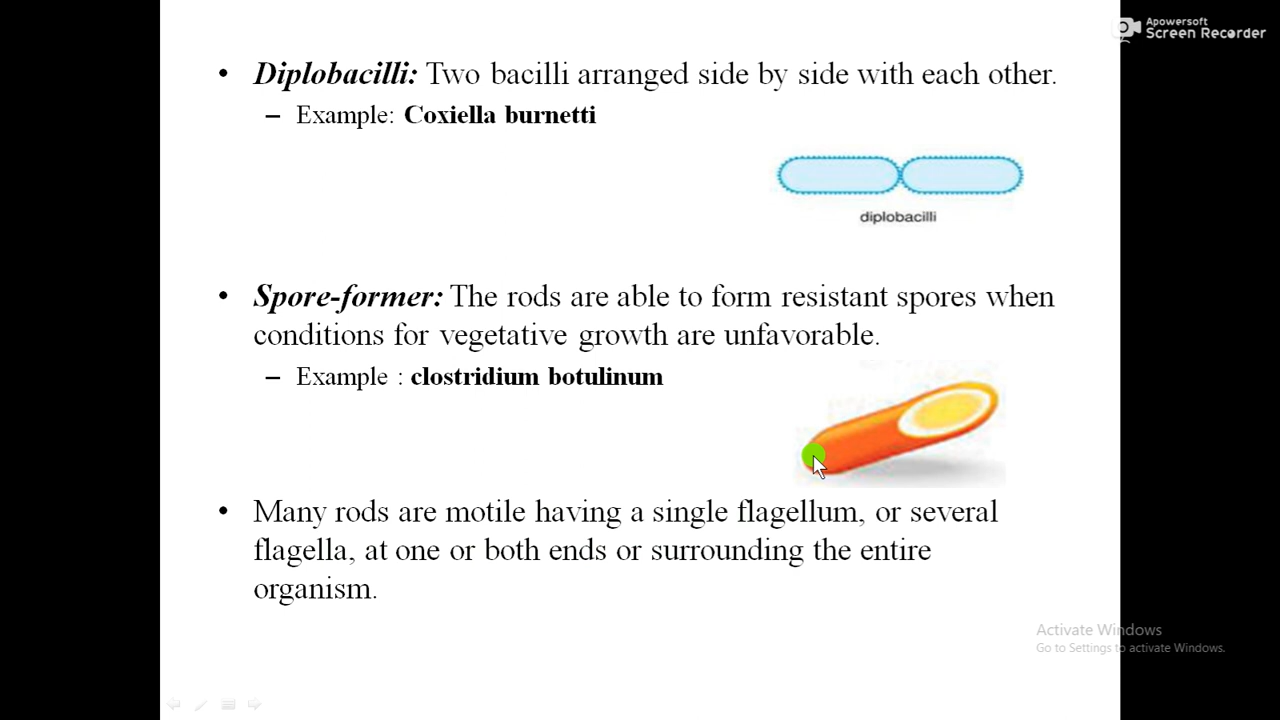 Apowersoft
Screen Recorder
• Diplobacilli: Two bacilli arranged side by side with each other.
– Example: Coxiella burnetti
diplobacilli
• Spore-former: The rods are able to form resistant spores when
conditions for vegetative growth are unfavorable.
– Example : clostridium botulinum
• Many rods are motile having a single flagellum, or several
flagella, at one or both ends or surrounding the entire
organism.
Activate Windows
Go to Settings to activate Windows.